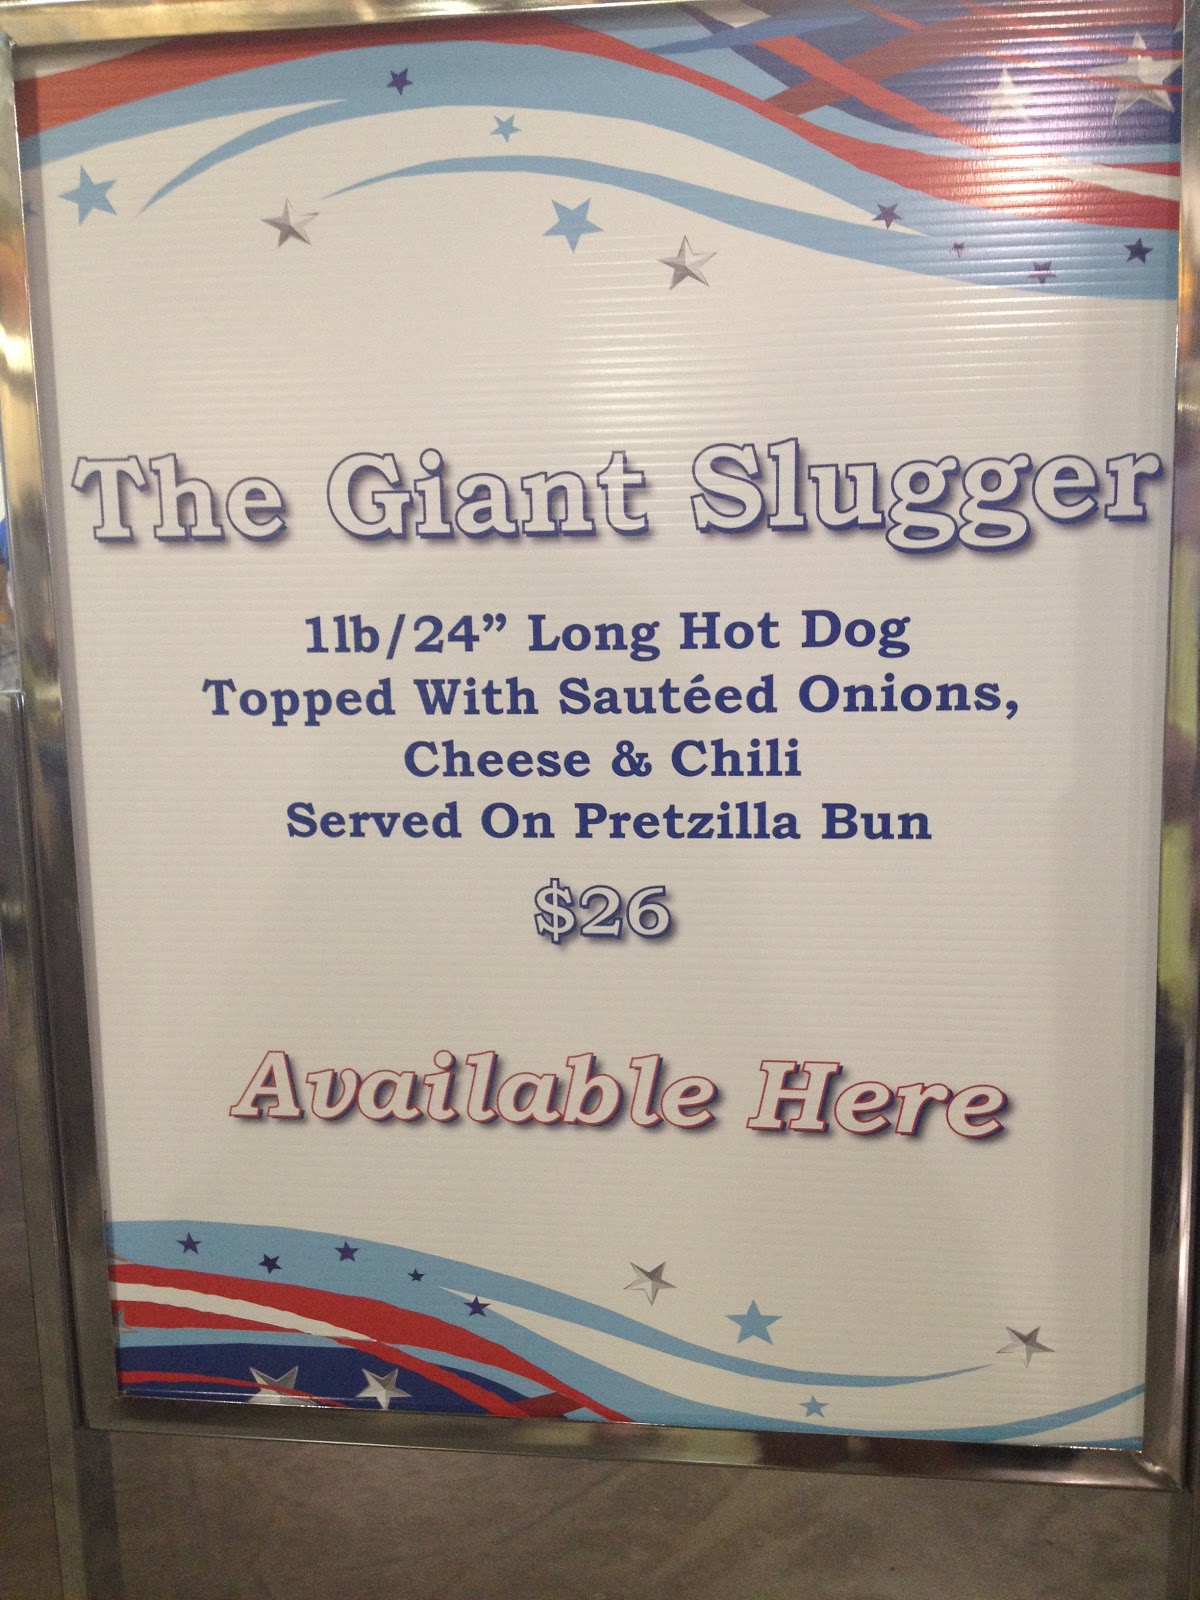 The Giant Slugger
1lb/24” Long Hot Dog
Topped With Sautéed Onions,
Cheese & Chili
Served On Pretzilla Bun
$26
Available Here